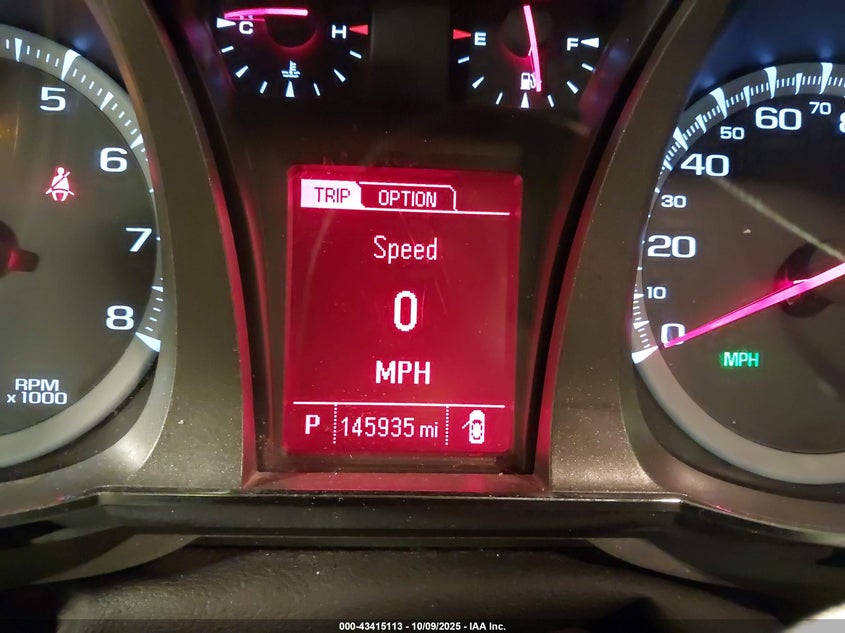 C H
E F
5
6
7
8
RPM
x 1000
TRIP OPTION
Speed
0
MPH
P 145935 mi
0
10
20
30
40
50
60
70
MPH
000-43415113 - 10/09/2025 - IAA Inc.